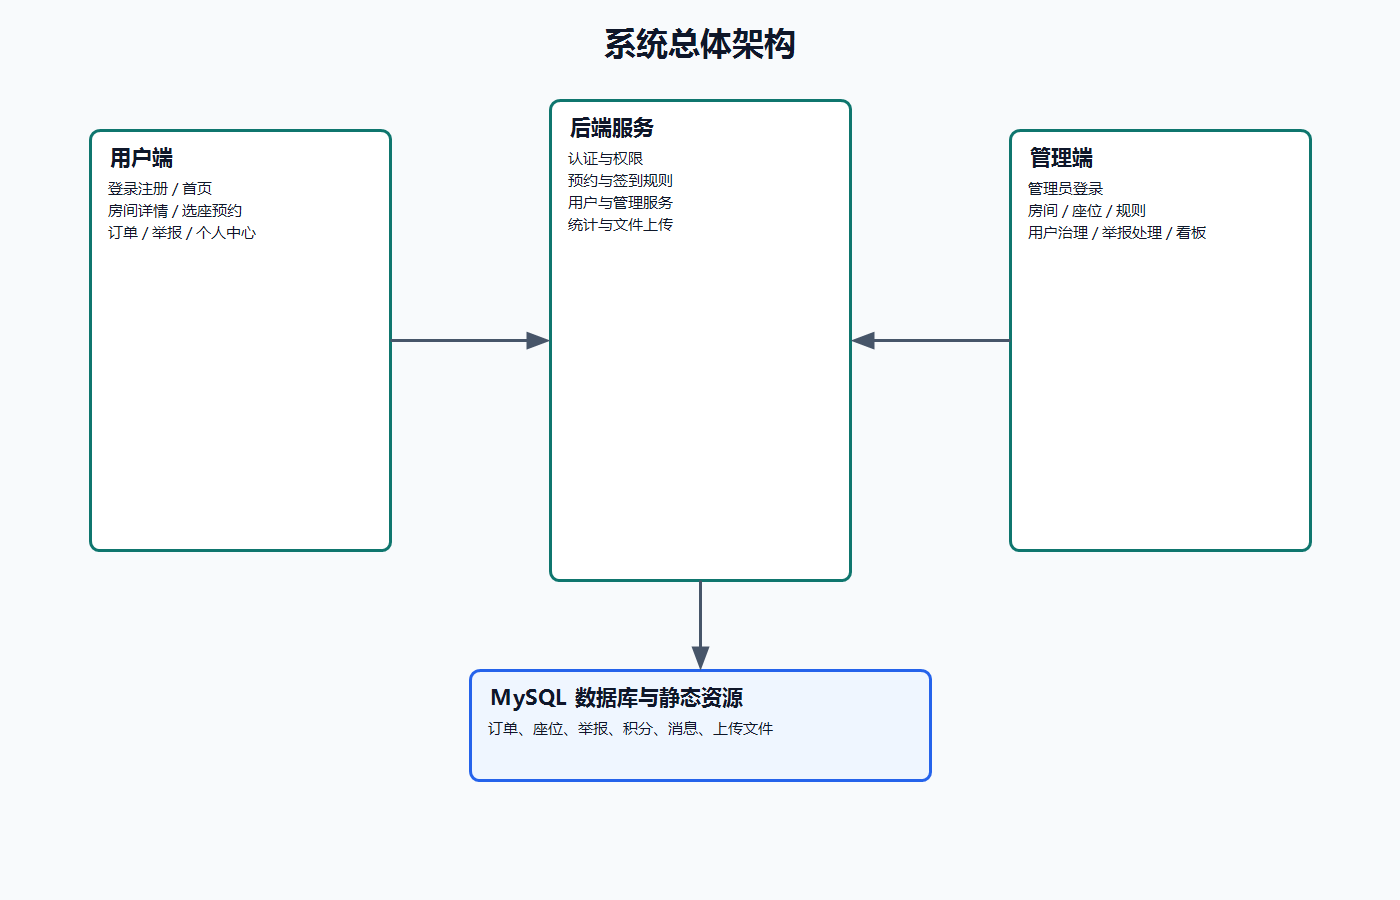 系统总体架构
用户端
登录注册 / 首页
房间详情 / 选座预约
订单 / 举报 / 个人中心
后端服务
认证与权限
预约与签到规则
用户与管理服务
统计与文件上传
管理端
管理员登录
房间 / 座位 / 规则
用户治理 / 举报处理 / 看板
MySQL 数据库与静态资源
订单、座位、举报、积分、消息、上传文件